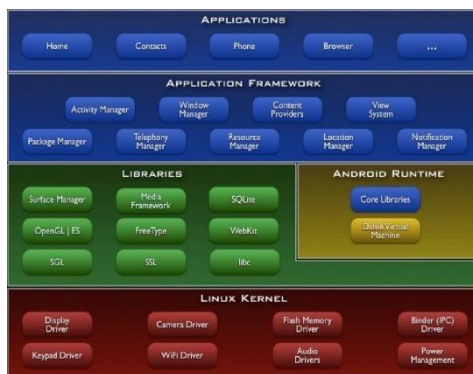 APPLICATIONS
Home
Contacts
Phone
Browser
...
APPLICATION FRAMEWORK
Activity Manager
Window
Manager
Content
Providers
View
System
Package Manager
Telephony
Manager
Resource
Manager
Location
Manager
Notification
Manager
LIBRARIES
Surface Manager
Media
Framework
SQLite
OpenGL | ES
FreeType
WebKit
SGL
SSL
libc
ANDROID RUNTIME
Core Libraries
Dalvik Virtual
Machine
LINUX KERNEL
Display
Driver
Camera Driver
Flash Memory
Driver
Binder (IPC)
Driver
Keypad Driver
WiFi Driver
Audio
Drivers
Power
Management